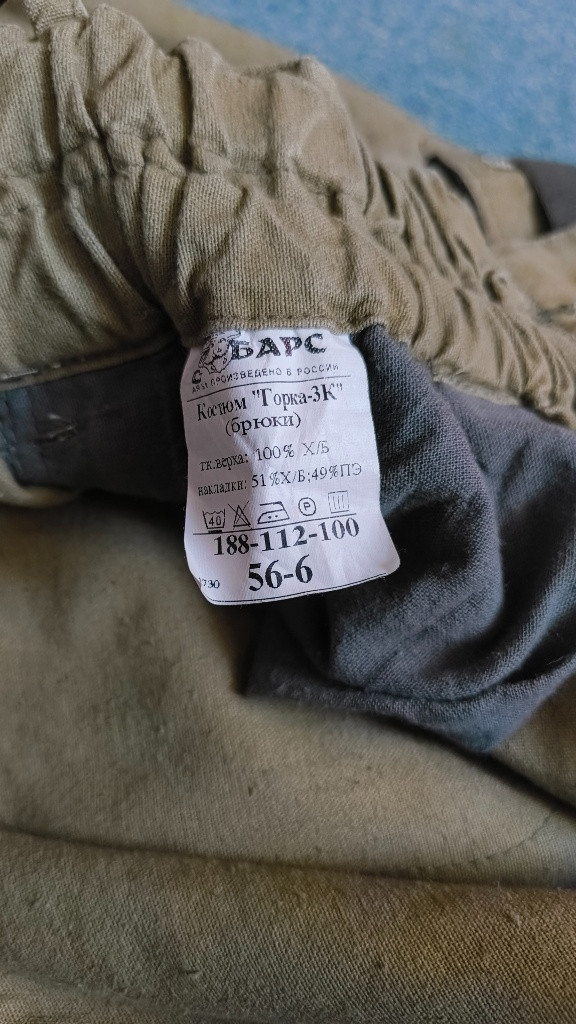 БАРС
ПРОИЗВЕДЕНО В РОССИИ
Костюм "Горка-3К"
(брюки)
тк.верха: 100% Х/Б
накладки: 51%Х/Б;49%ПЭ
40 P
188-112-100
56-6